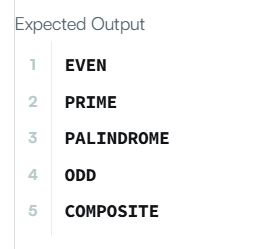 Expected Output
1 EVEN
2 PRIME
3 PALINDROME
4 ODD
5 COMPOSITE